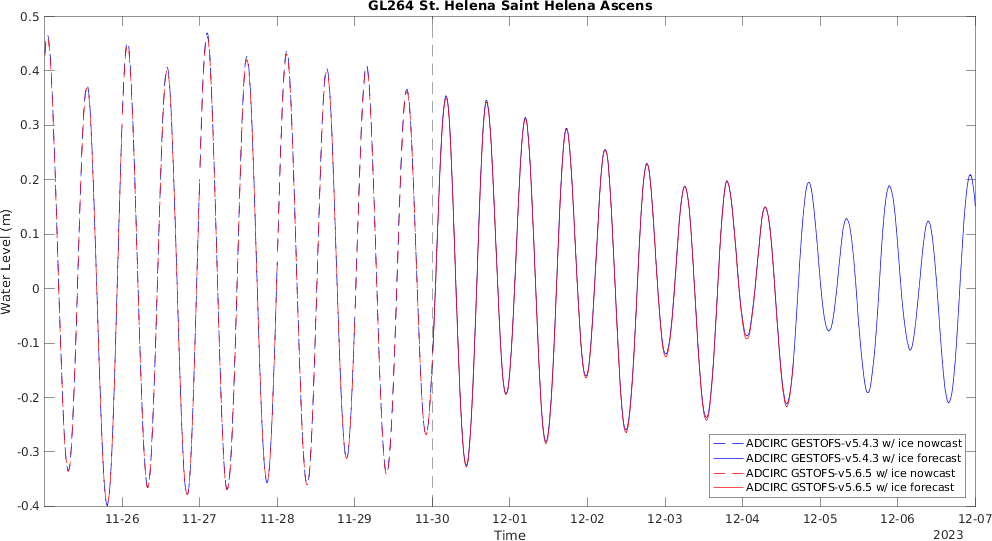 GL264 St. Helena Saint Helena Ascens
0.5
0.4
0.3
0.2
0.1
0
-0.1
-0.2
-0.3
-0.4
Water Level (m)
11-26 11-27 11-28 11-29 11-30 12-01 12-02 12-03 12-04 12-05 12-06 12-07
Time
2023
ADCIRC GESTOFS-v5.4.3 w/ ice nowcast
ADCIRC GESTOFS-v5.4.3 w/ ice forecast
ADCIRC GSTOFS-v5.6.5 w/ ice nowcast
ADCIRC GSTOFS-v5.6.5 w/ ice forecast